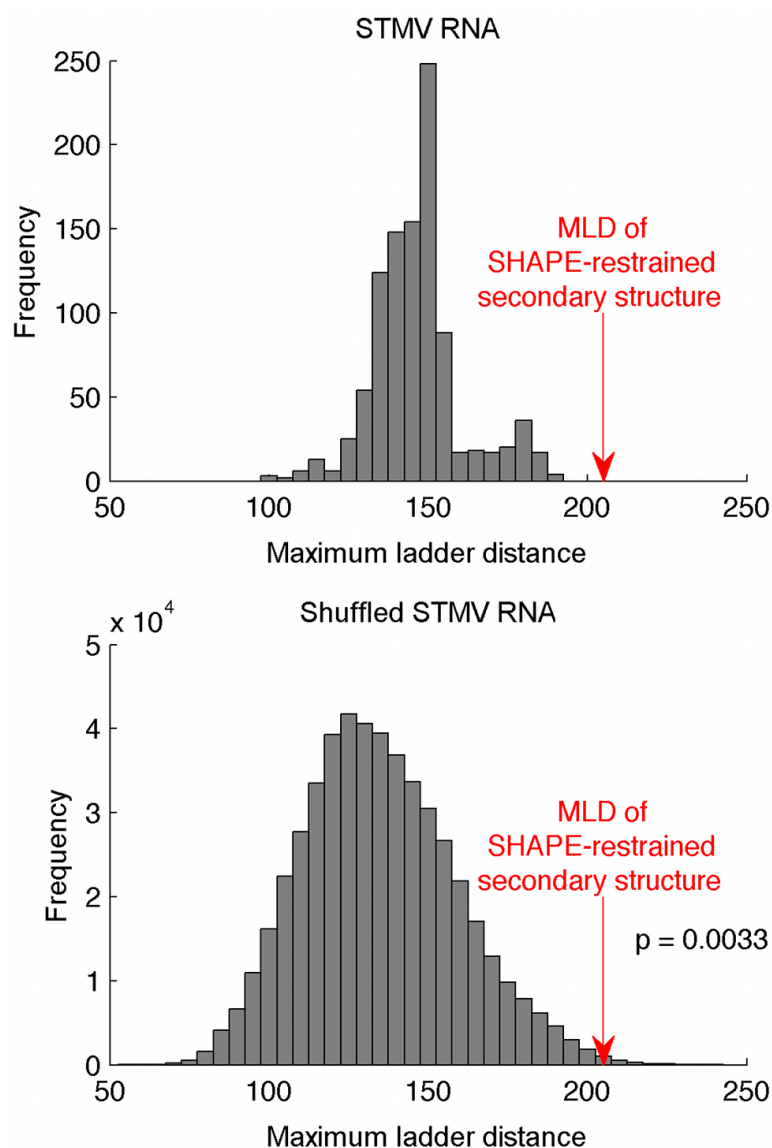 STMV RNA
250
200
150
100
50
0
Frequency
MLD of
SHAPE-restrained
secondary structure
50 100 150 200 250
Maximum ladder distance
Shuffled STMV RNA
x 10^4
5
4
3
2
1
0
Frequency
MLD of
SHAPE-restrained
secondary structure
p = 0.0033
50 100 150 200 250
Maximum ladder distance